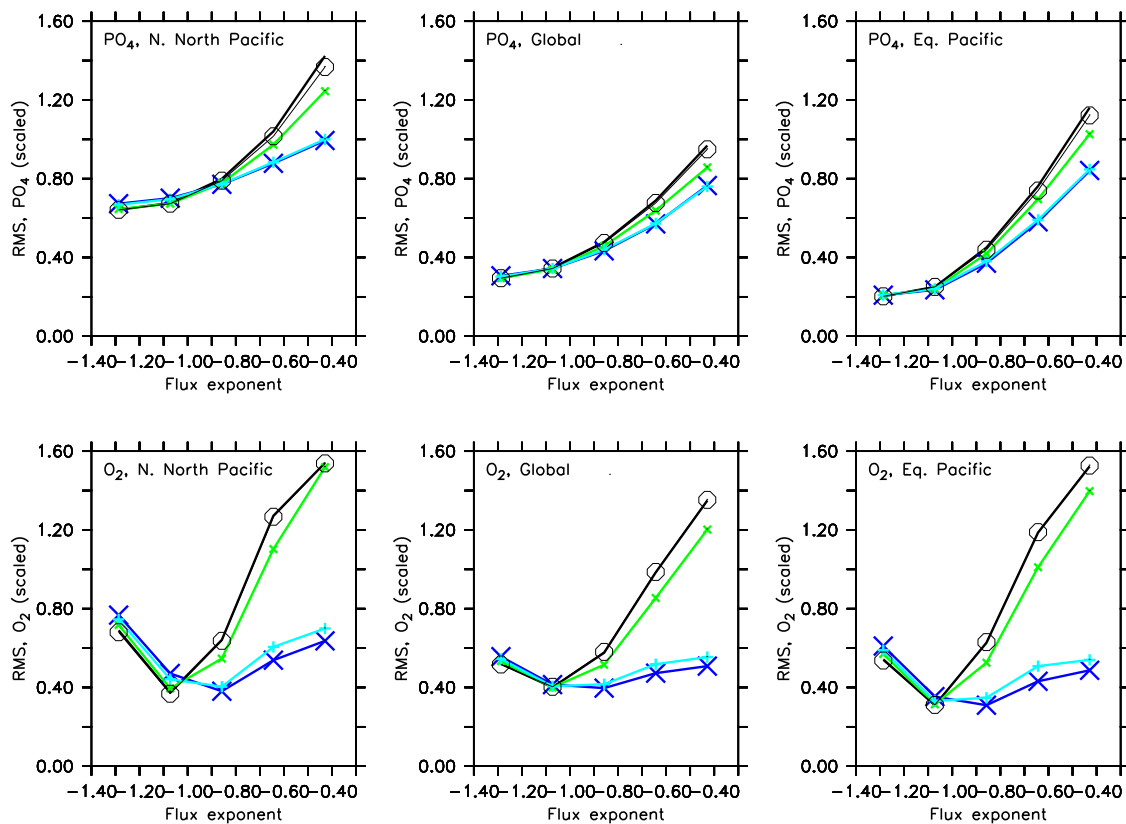 1.60
PO4, N. North Pacific
1.20
0.80
0.40
0.00
RMS, PO4 (scaled)
−1.40−1.20−1.00−0.80−0.60−0.40
Flux exponent
1.60
PO4, Global
1.20
0.80
0.40
0.00
RMS, PO4 (scaled)
−1.40−1.20−1.00−0.80−0.60−0.40
Flux exponent
1.60
PO4, Eq. Pacific
1.20
0.80
0.40
0.00
RMS, PO4 (scaled)
−1.40−1.20−1.00−0.80−0.60−0.40
Flux exponent
1.60
O2, N. North Pacific
1.20
0.80
0.40
0.00
RMS, O2 (scaled)
−1.40−1.20−1.00−0.80−0.60−0.40
Flux exponent
1.60
O2, Global
1.20
0.80
0.40
0.00
RMS, O2 (scaled)
−1.40−1.20−1.00−0.80−0.60−0.40
Flux exponent
1.60
O2, Eq. Pacific
1.20
0.80
0.40
0.00
RMS, O2 (scaled)
−1.40−1.20−1.00−0.80−0.60−0.40
Flux exponent